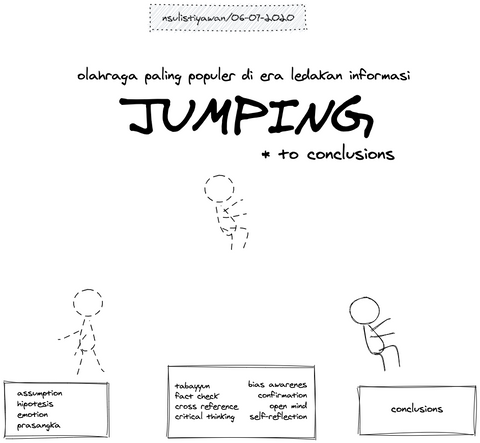 nsulistiyawan/06-07-2020
olahraga paling populer di era ledakan informasi
JUMPING
* to conclusions
assumption
hipotesis
emotion
prasangka
tabayyun
fact check
cross reference
critical thinking
bias awarenes
confirmation
open mind
self-reflection
conclusions